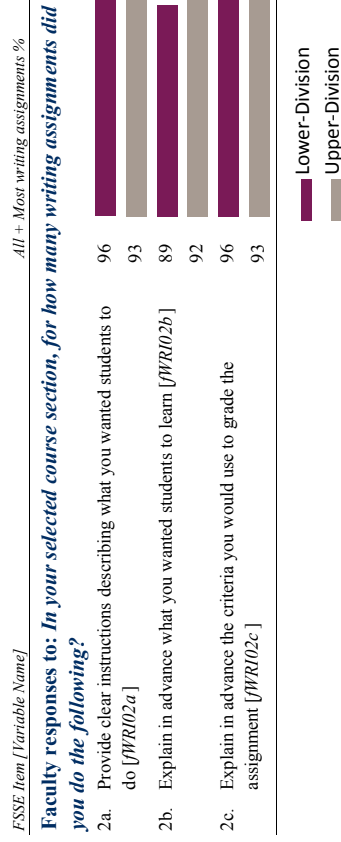 FSSE Item [Variable Name] All + Most writing assignments %
Faculty responses to: In your selected course section, for how many writing assignments did
you do the following?
2a. Provide clear instructions describing what you wanted students to 96
do [fWRI02a] 93
2b. Explain in advance what you wanted students to learn [fWRI02b] 89
92
2c. Explain in advance the criteria you would use to grade the 96
assignment [fWRI02c] 93
Lower-Division
Upper-Division